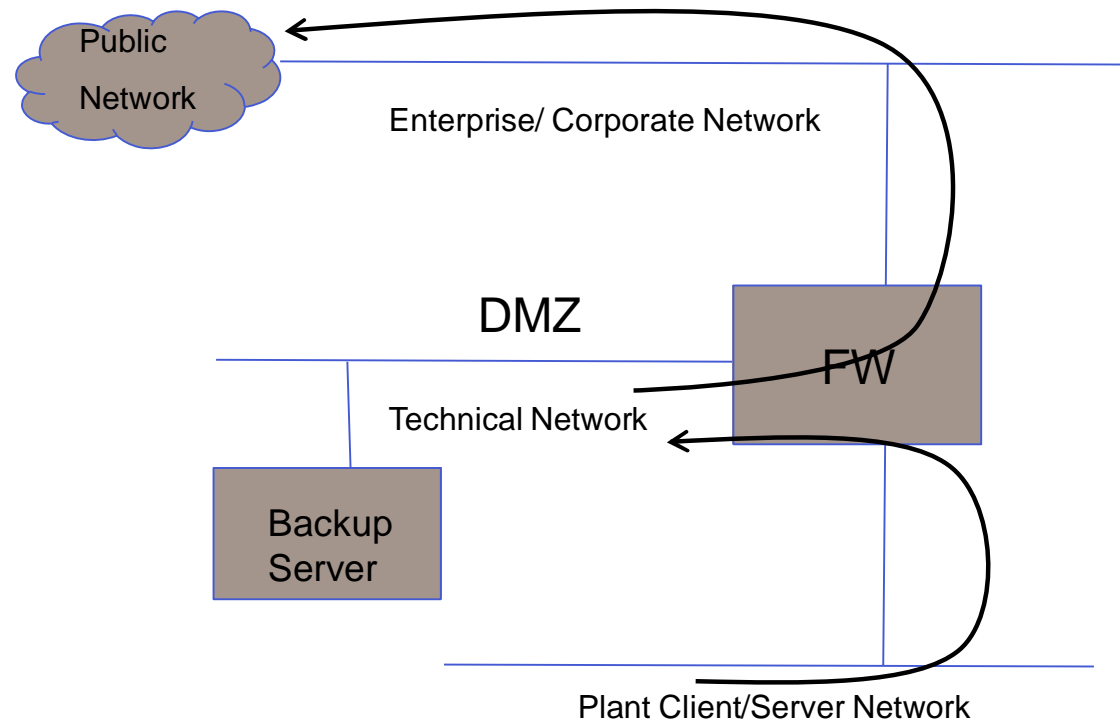 Public
Network
Enterprise/ Corporate Network
DMZ
FW
Technical Network
Backup
Server
Plant Client/Server Network